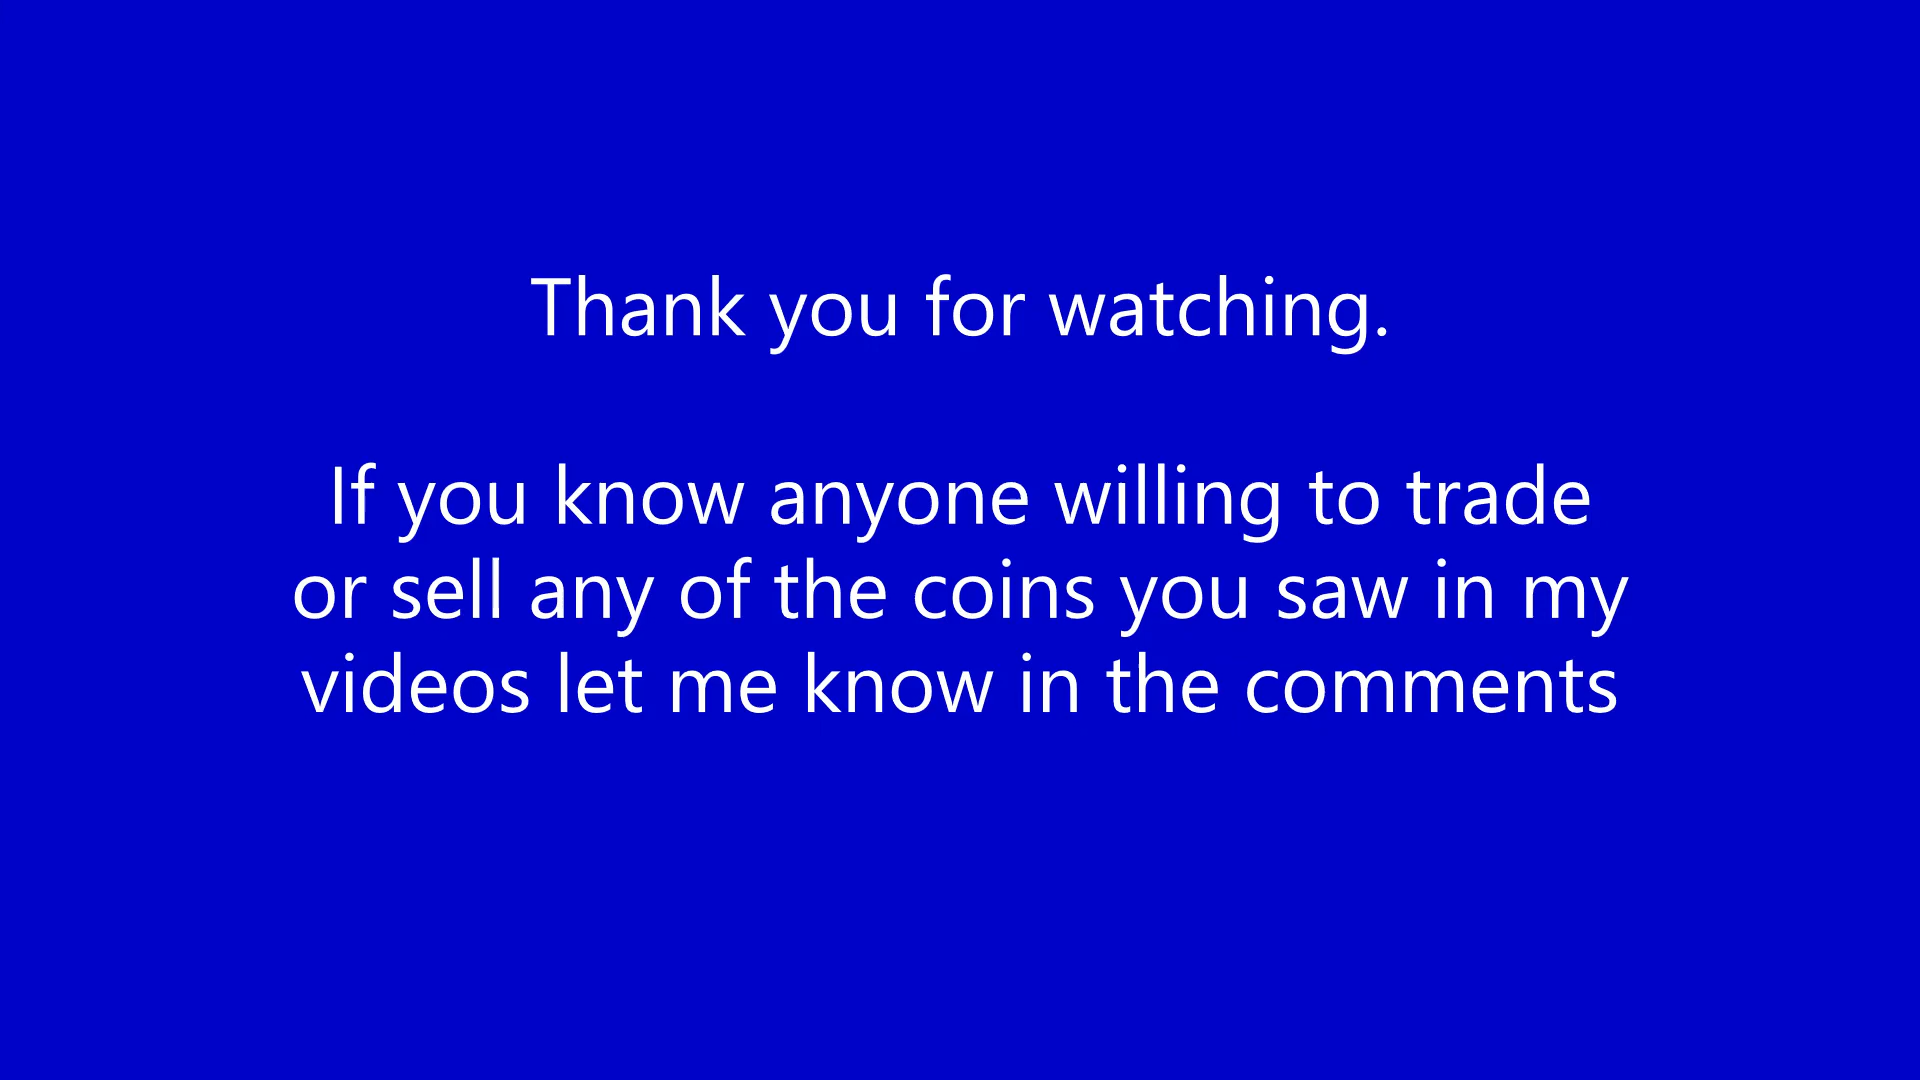 Thank you for watching.
If you know anyone willing to trade
or sell any of the coins you saw in my
videos let me know in the comments